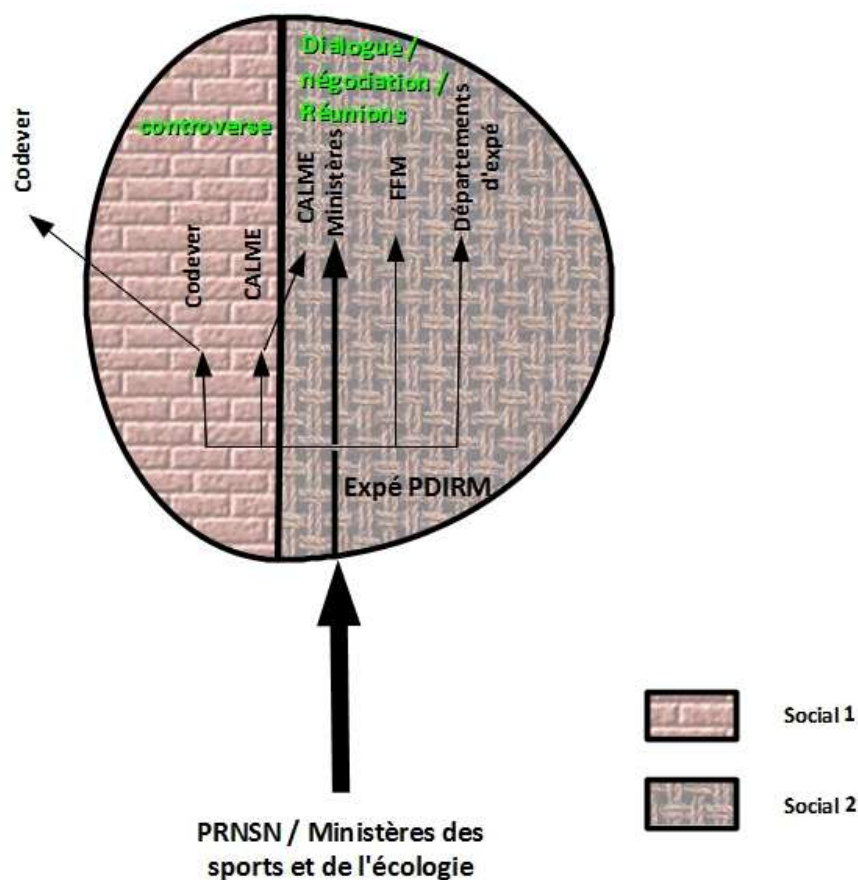 Dialogue /
négociation /
Réunions
controverse
Codever
Codever
CALME
CALME
Ministères
FFM
Départements
d'expé
Expé PDIRM
PRNSN / Ministères des
sports et de l'écologie
Social 1
Social 2